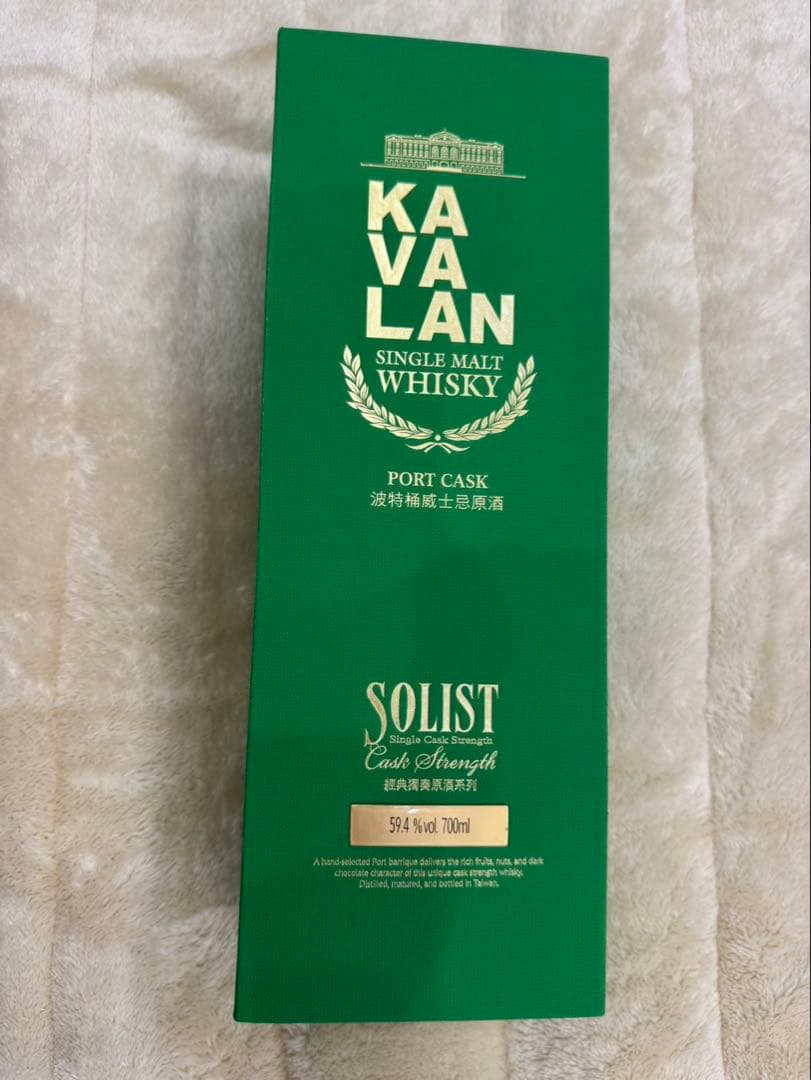 KA
VA
LAN
SINGLE MALT
WHISKY
PORT CASK
波特桶威士忌原酒
SOLIST
Single Cask Strength
Cask Strength
經典獨奏原酒系列
59.4 %vol. 700ml
A hand-selected Port barrique delivers the rich fruits, nuts, and dark
chocolate character of this unique cask strength whisky.
Distilled, matured, and bottled in Taiwan.